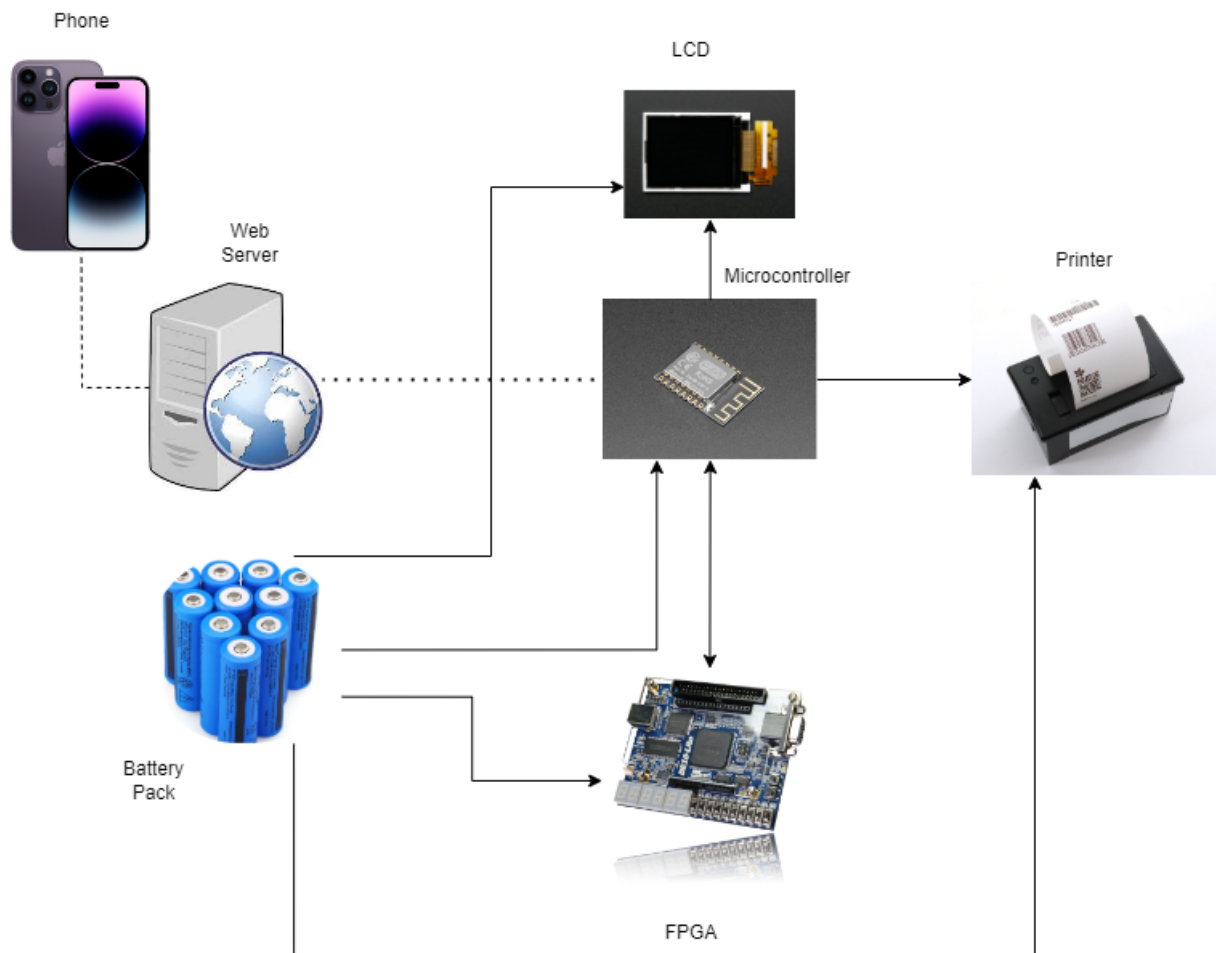 Phone
LCD
Web
Server
Microcontroller
Printer
Battery
Pack
FPGA